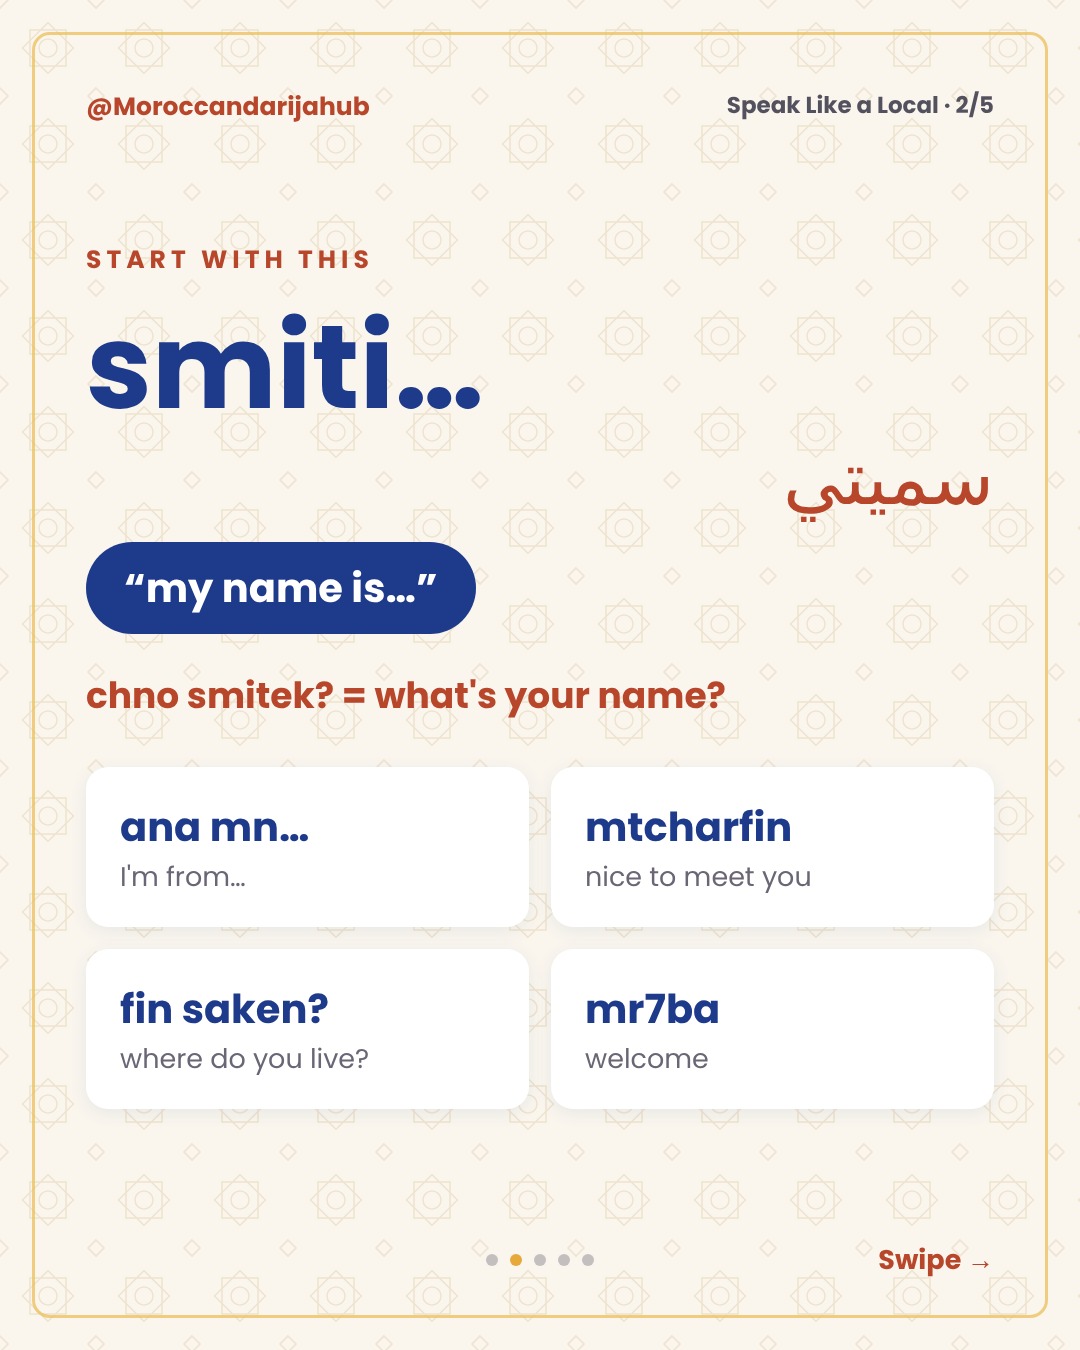 @Moroccandarijahub
Speak Like a Local · 2/5
START WITH THIS
smiti...
سميتي
“my name is...”
chno smitek? = what's your name?
ana mn...
I'm from...
mtcharfin
nice to meet you
fin saken?
where do you live?
mr7ba
welcome
Swipe →